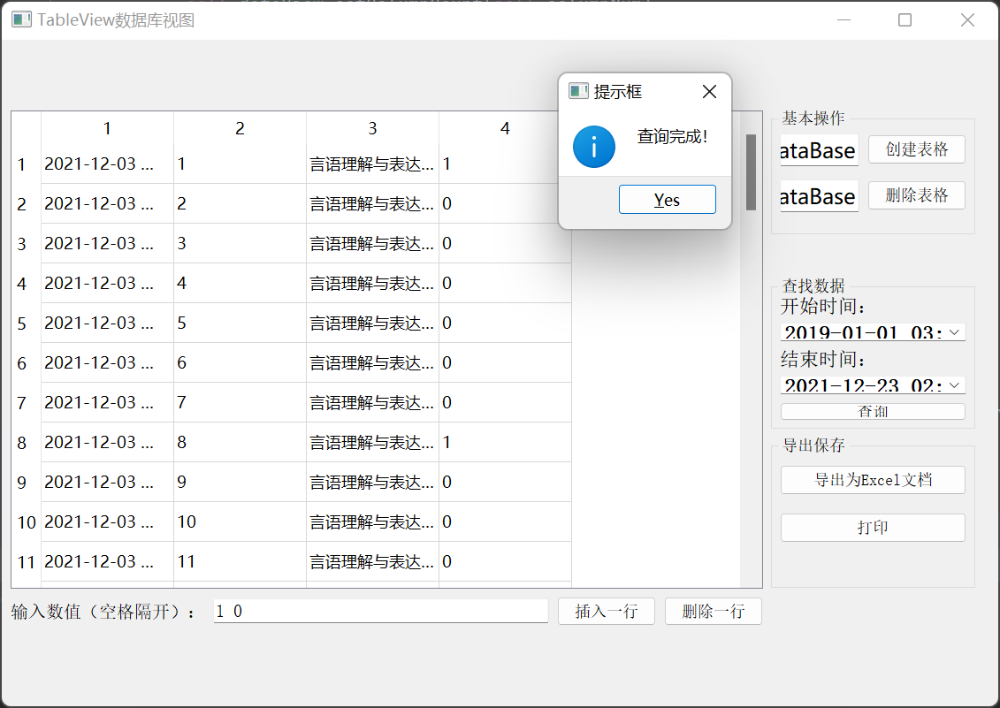 TableView数据库视图
提示框
查询完成!
Yes
1 2 3 4
1 2021-12-03 ... 1 言语理解与表达... 1
2 2021-12-03 ... 2 言语理解与表达... 0
3 2021-12-03 ... 3 言语理解与表达... 0
4 2021-12-03 ... 4 言语理解与表达... 0
5 2021-12-03 ... 5 言语理解与表达... 0
6 2021-12-03 ... 6 言语理解与表达... 0
7 2021-12-03 ... 7 言语理解与表达... 0
8 2021-12-03 ... 8 言语理解与表达... 1
9 2021-12-03 ... 9 言语理解与表达... 0
10 2021-12-03 ... 10 言语理解与表达... 0
11 2021-12-03 ... 11 言语理解与表达... 0
输入数值（空格隔开）： 1 0 插入一行 删除一行
基本操作
ataBase 创建表格
ataBase 删除表格
查找数据
开始时间：
2019-01-01 03:
结束时间：
2021-12-23 02:
查询
导出保存
导出为Excel文档
打印